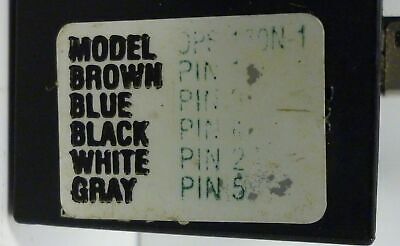 MODEL
BROWN PIN
BLUE PIN
BLACK PIN
WHITE PIN 2
GRAY PIN 5